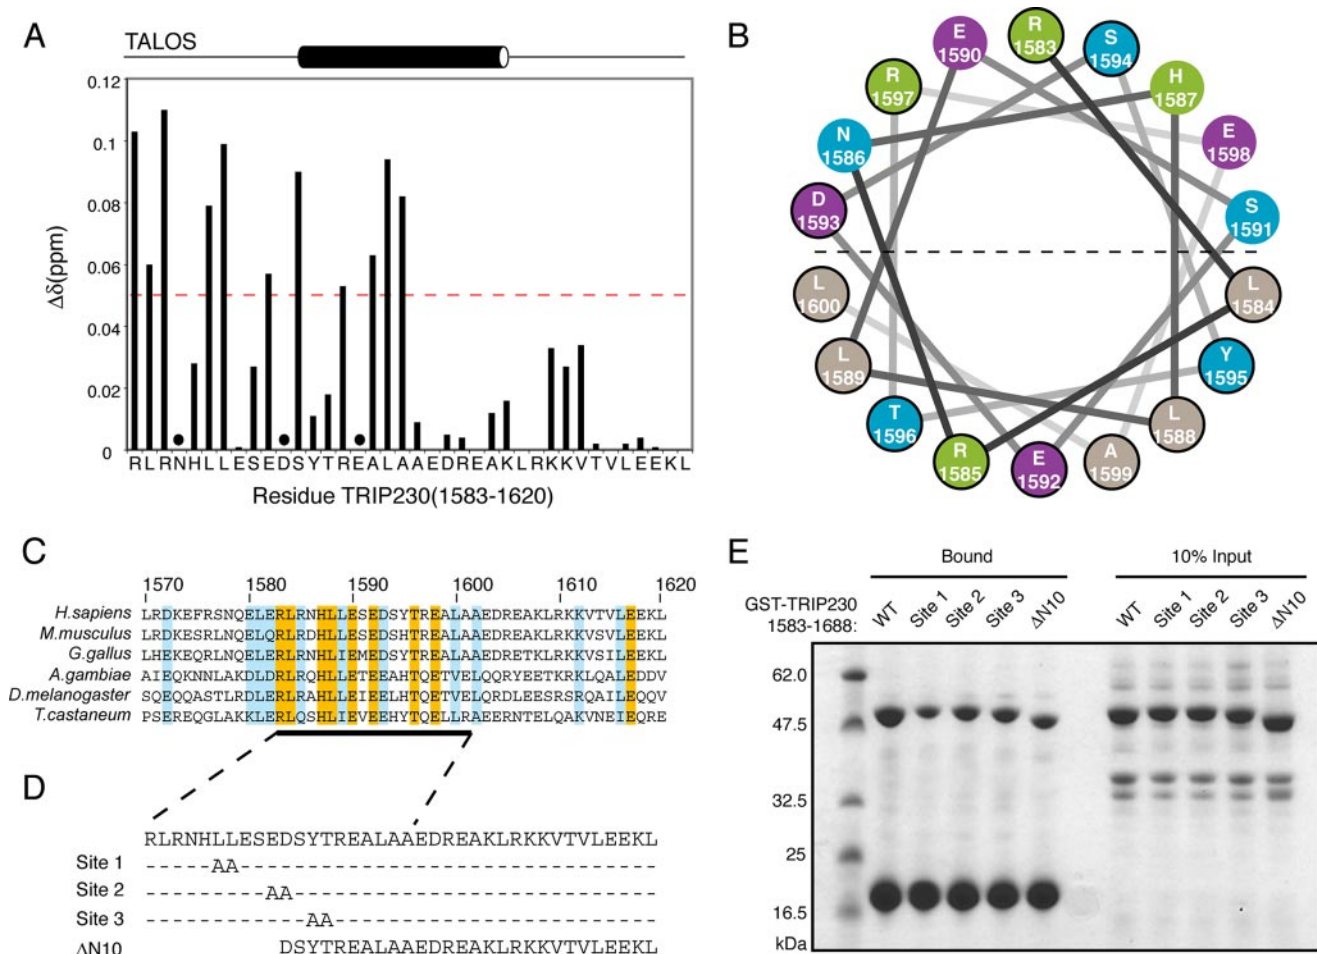 A
TALOS
0.12
0.1
0.08
0.06
0.04
0.02
0
Δδ(ppm)
RLRNHLLESEDSYTREALAAEDREAKLRKKVTVLEEKL
Residue TRIP230(1583-1620)
B
E 1590
R 1583
S 1594
R 1597
H 1587
N 1586
E 1598
D 1593
S 1591
L 1600
L 1584
L 1589
Y 1595
T 1596
L 1588
R 1585
E 1592
A 1599
C
1570 1580 1590 1600 1610 1620
H.sapiens LRDKEFRSNQELERLRNHLLESEDSYTREALAAEDREAKLRKKVTVLEEKL
M.musculus LRDKESRLNQELQRLRDHLLESEDSYTREALAAEDREAKLRKKVSVLEEKL
G.gallus LHEKEQRLNQELERLRNHLIEMEDSYTREALAAEDRETKLRKKVSILEEKL
A.gambiae AIEQKNNLAKDLDRLRAHLLETEDAHTQETVELQQRYEETKRKLQALEDDV
D.melanogaster SQEQQASTLRDLERLRAHLLEIEELHTQETVELQRDLEESRSKQAILEQQV
T.castaneum PSEREQGLAKKLERLQSHLIEVEEHYTQELLRAEERNTELQAKVNEIEQRE
D
RLRNHLLESEDSYTREALAAEDREAKLRKKVTVLEEKL
Site 1 -----AA-------------------------------
Site 2 ---------AA---------------------------
Site 3 ------------AA------------------------
ΔN10 DSYTREALAAEDREAKLRKKVTVLEEKL
E
Bound 10% Input
GST-TRIP230
1583-1688:
WT Site 1 Site 2 Site 3 ΔN10 WT Site 1 Site 2 Site 3 ΔN10
62.0
47.5
32.5
25
16.5
kDa